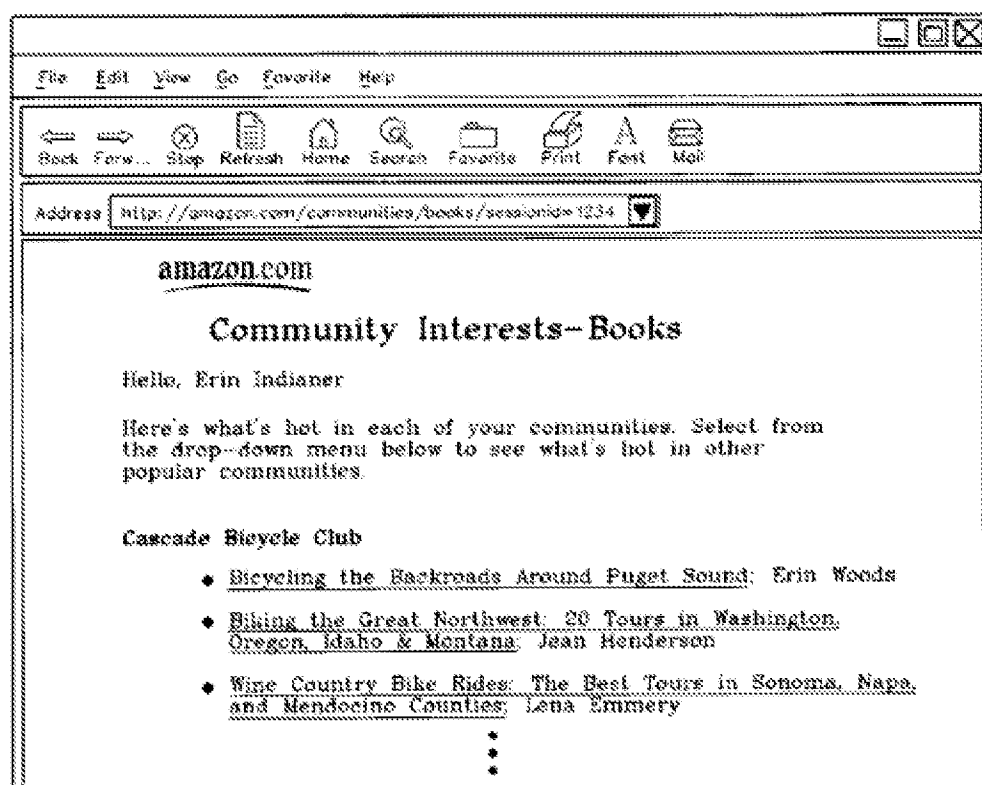 File Edit View Go Favorite Help
Back Forw... Stop Refresh Home Search Favorite Print Font Mail
Address http://amazon.com/communities/books/sessionid=1234
amazon.com
Community Interests-Books
Hello, Erin Indianer
Here's what's hot in each of your communities. Select from
the drop-down menu below to see what's hot in other
popular communities.
Cascade Bicycle Club
• Bicycling the Backroads Around Puget Sound; Erin Woods
• Biking the Great Northwest: 20 Tours in Washington,
Oregon, Idaho & Montana; Jean Henderson
• Wine Country Bike Rides: The Best Tours in Sonoma, Napa,
and Mendocino Counties; Lena Emmery